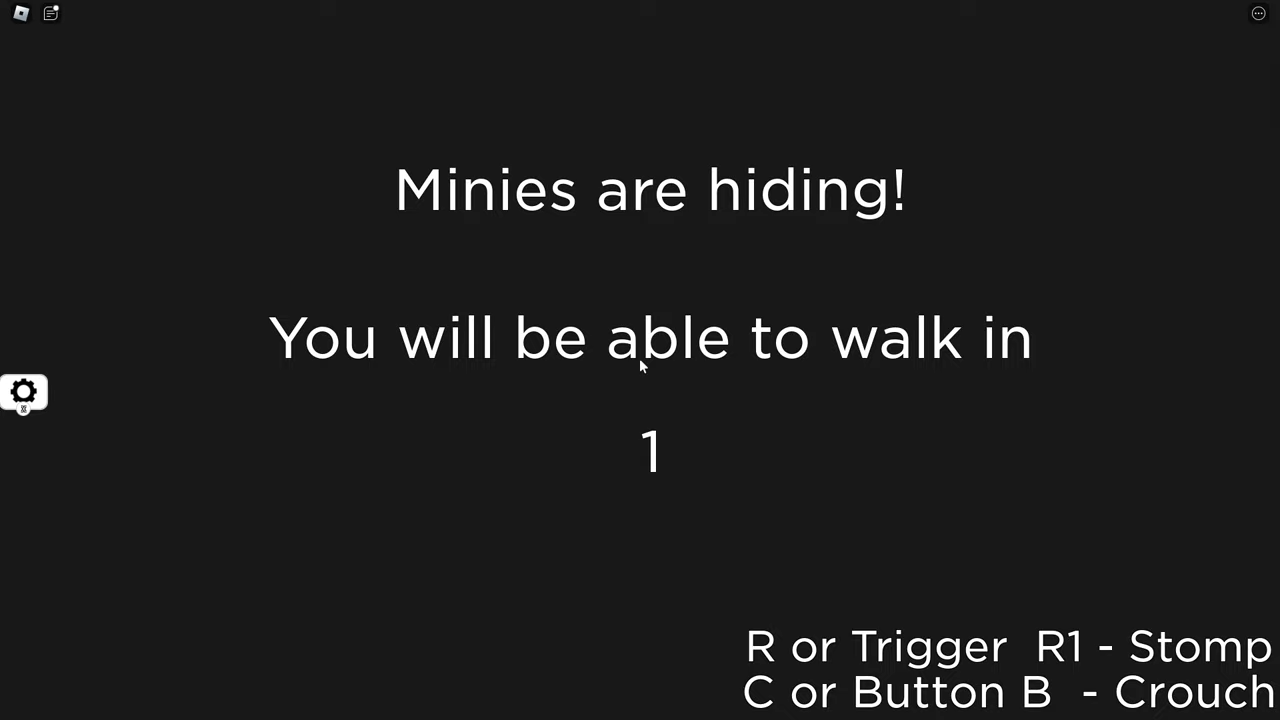 Minies are hiding!
You will be able to walk in
1
R or Trigger R1 - Stomp
C or Button B - Crouch